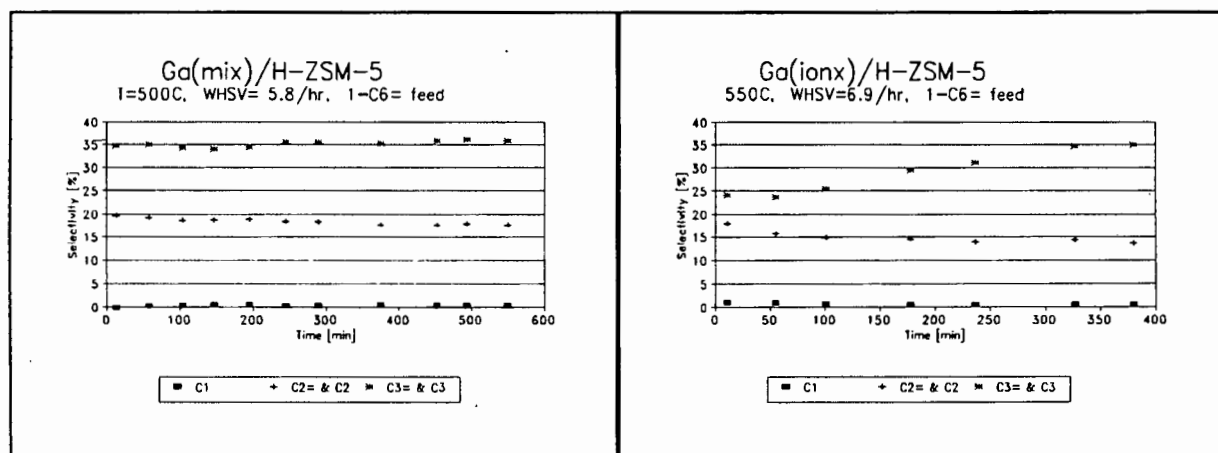 Ga(mix)/H-ZSM-5
T=500C, WHSV= 5.8/hr, 1-C6= feed
Selectivity [%]
40
35
30
25
20
15
10
5
0
0 100 200 300 400 500 600
Time [min]
C1 C2= & C2 C3= & C3
Ga(ionx)/H-ZSM-5
550C, WHSV=6.9/hr, 1-C6= feed
Selectivity [%]
40
35
30
25
20
15
10
5
0
0 50 100 150 200 250 300 350 400
Time [min]
C1 C2= & C2 C3= & C3